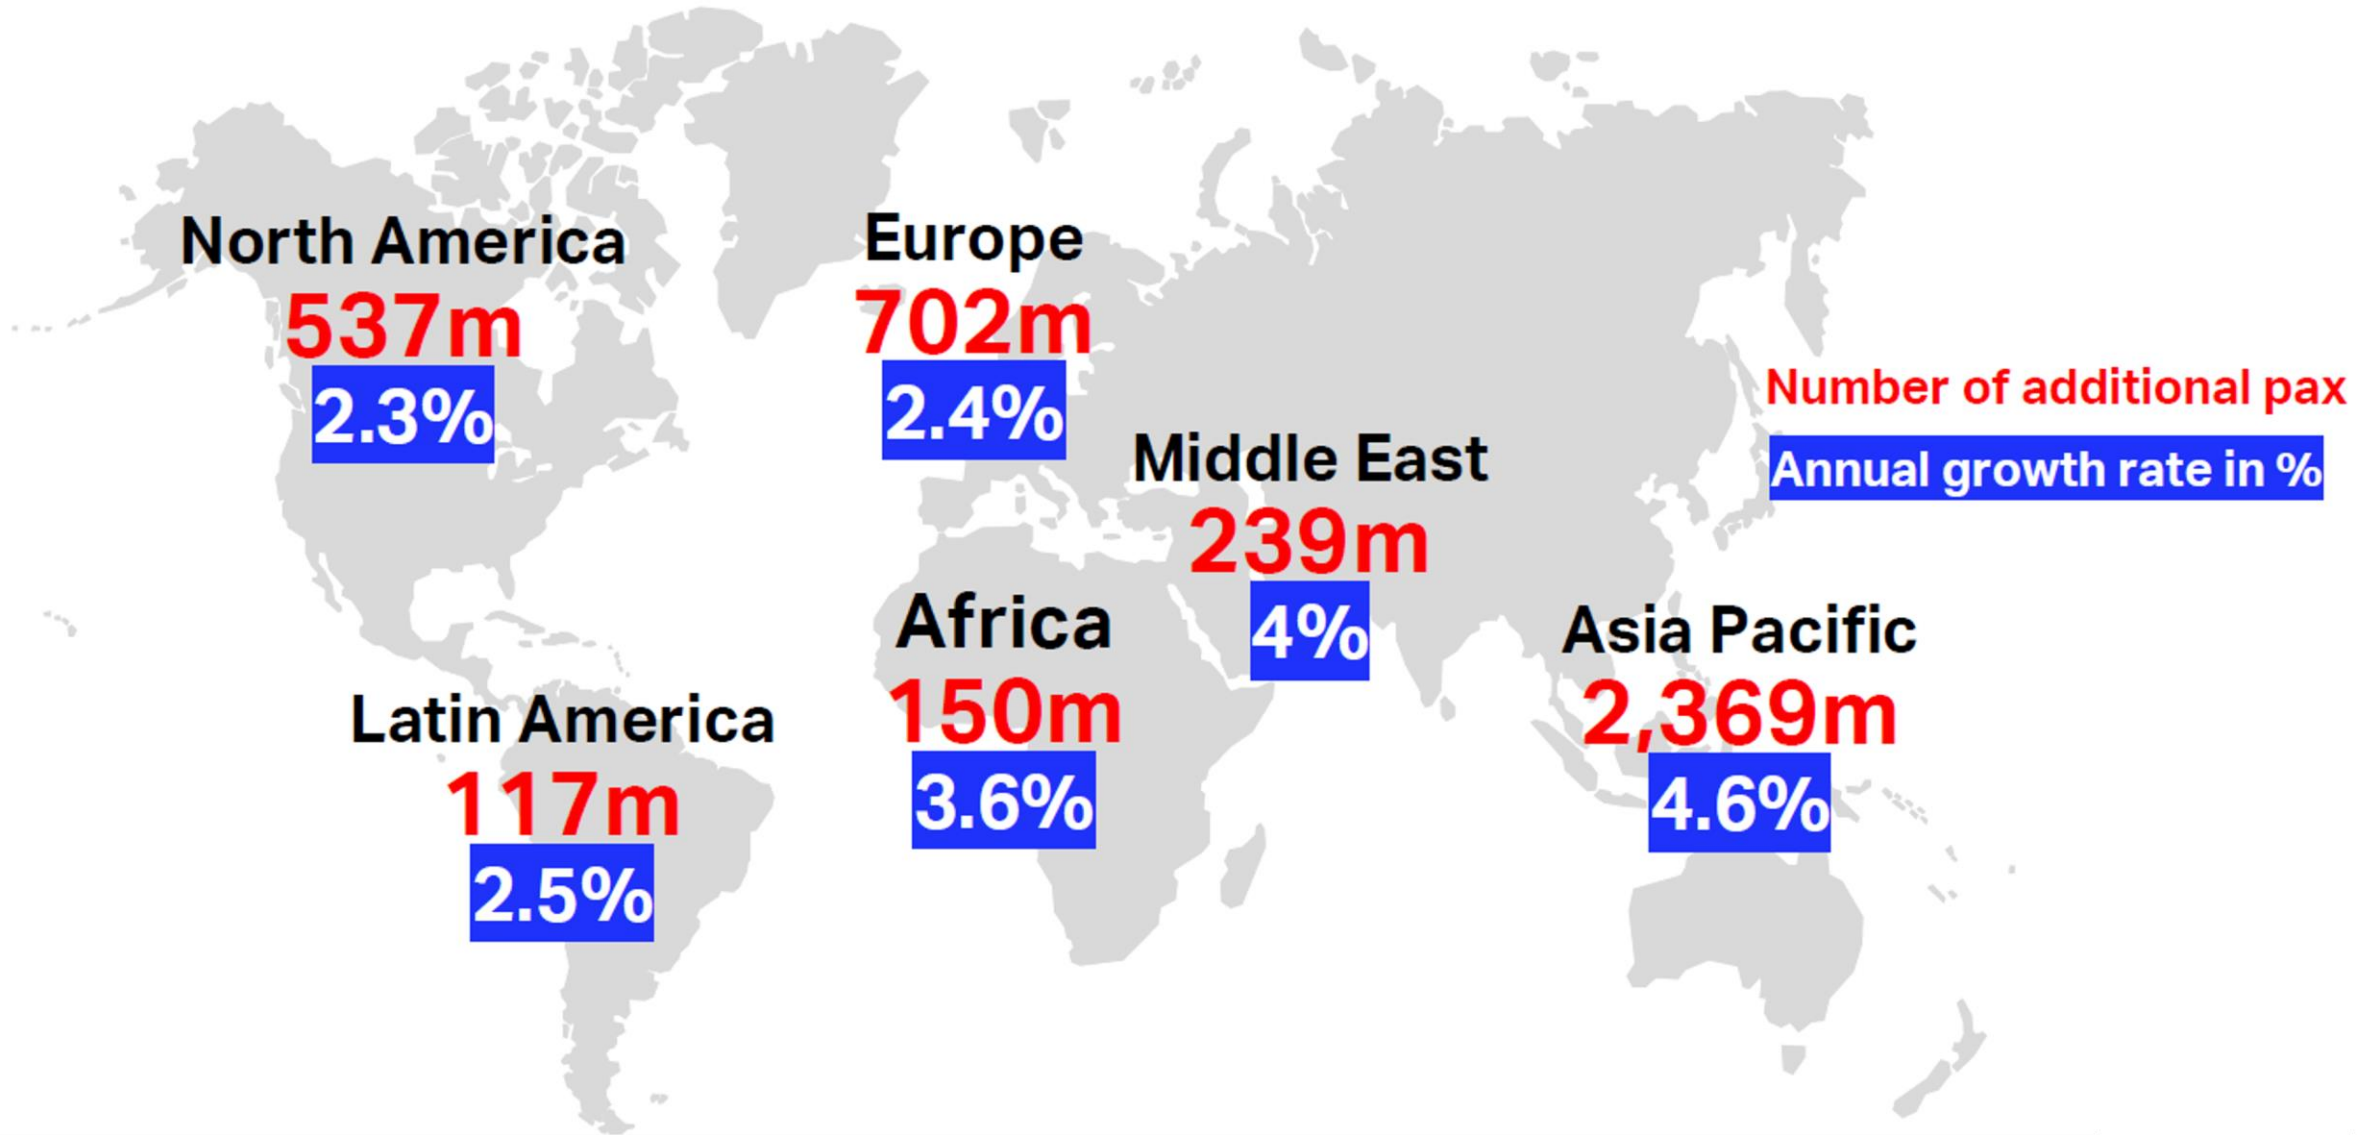 North America
537m
2.3%
Europe
702m
2.4%
Number of additional pax
Annual growth rate in %
Middle East
239m
4%
Africa
150m
3.6%
Asia Pacific
2,369m
4.6%
Latin America
117m
2.5%